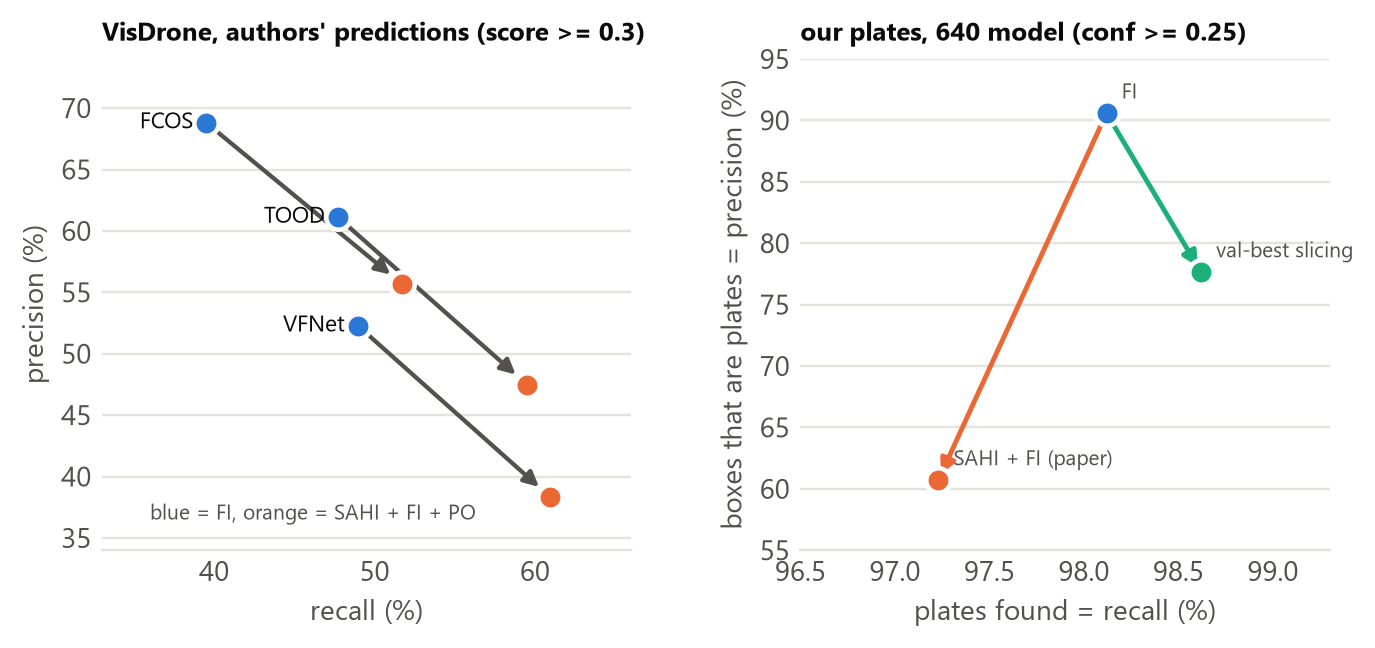 VisDrone, authors' predictions (score >= 0.3)
precision (%)
70
65
60
55
50
45
40
35
FCOS
TOOD
VFNet
blue = FI, orange = SAHI + FI + PO
40 50 60
recall (%)
our plates, 640 model (conf >= 0.25)
boxes that are plates = precision (%)
95
90
85
80
75
70
65
60
55
FI
val-best slicing
SAHI + FI (paper)
96.5 97.0 97.5 98.0 98.5 99.0
plates found = recall (%)